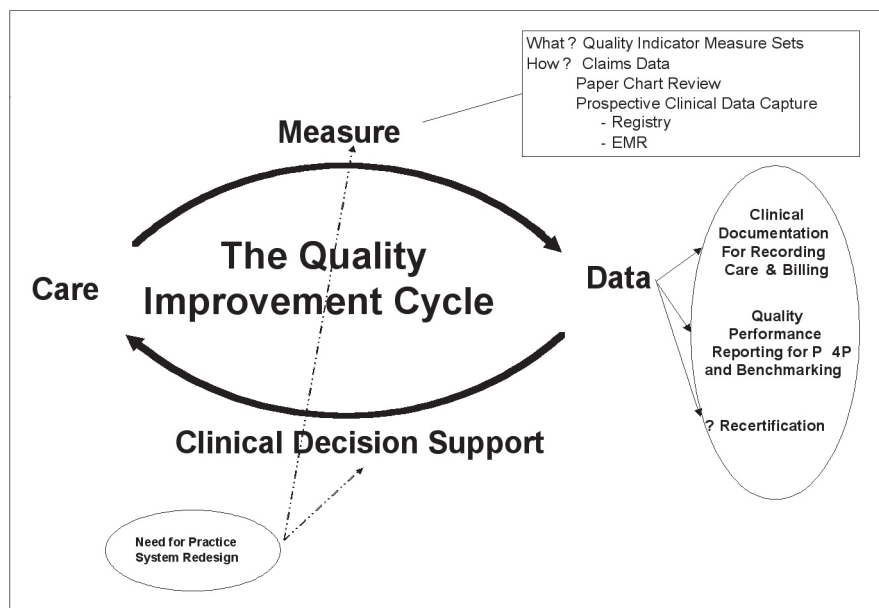 What? Quality Indicator Measure Sets
How? Claims Data
Paper Chart Review
Prospective Clinical Data Capture
- Registry
- EMR
Measure
The Quality
Improvement Cycle
Care
Data
Clinical
Documentation
For Recording
Care & Billing
Quality
Performance
Reporting for P 4P
and Benchmarking
? Recertification
Clinical Decision Support
Need for Practice
System Redesign